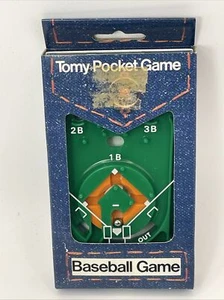 Tomy Pocket Game
2B 3B
1B
OUT
Baseball Game